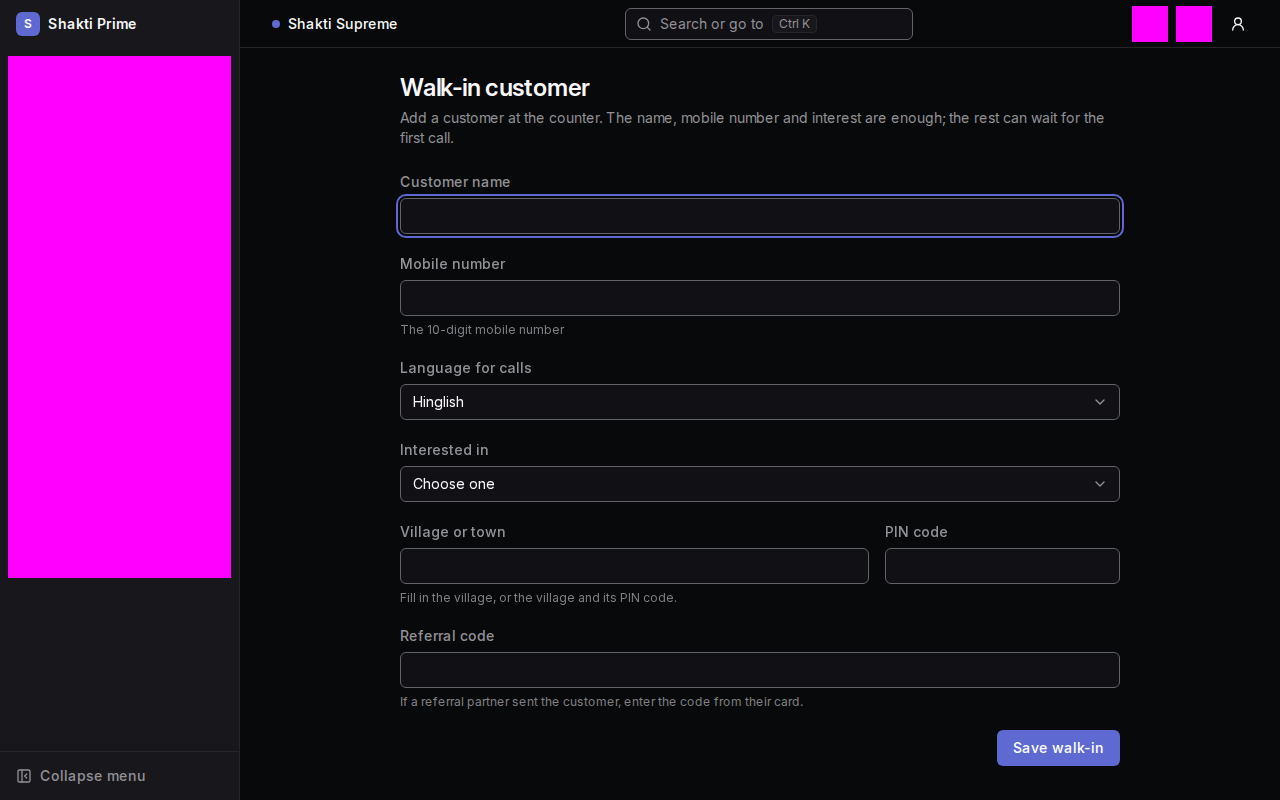 S Shakti Prime
Shakti Supreme
Search or go to Ctrl K
Walk-in customer
Add a customer at the counter. The name, mobile number and interest are enough; the rest can wait for the
first call.
Customer name
Mobile number
The 10-digit mobile number
Language for calls
Hinglish
Interested in
Choose one
Village or town PIN code
Fill in the village, or the village and its PIN code.
Referral code
If a referral partner sent the customer, enter the code from their card.
Save walk-in
Collapse menu